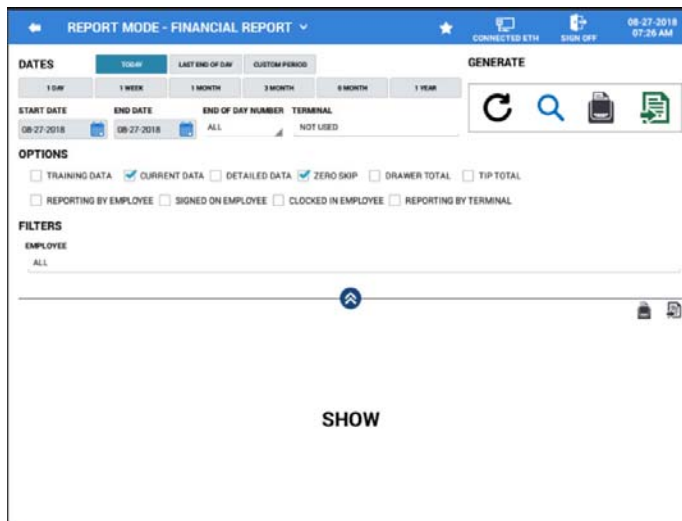 REPORT MODE - FINANCIAL REPORT
CONNECTED ETH
SIGN OFF
08-27-2018
07:26 AM
DATES
TODAY
LAST END OF DAY
CUSTOM PERIOD
GENERATE
1 DAY
1 WEEK
1 MONTH
3 MONTH
6 MONTH
1 YEAR
START DATE
END DATE
END OF DAY NUMBER
TERMINAL
08-27-2018
08-27-2018
ALL
NOT USED
OPTIONS
TRAINING DATA
CURRENT DATA
DETAILED DATA
ZERO SKIP
DRAWER TOTAL
TIP TOTAL
REPORTING BY EMPLOYEE
SIGNED ON EMPLOYEE
CLOCKED IN EMPLOYEE
REPORTING BY TERMINAL
FILTERS
EMPLOYEE
ALL
SHOW